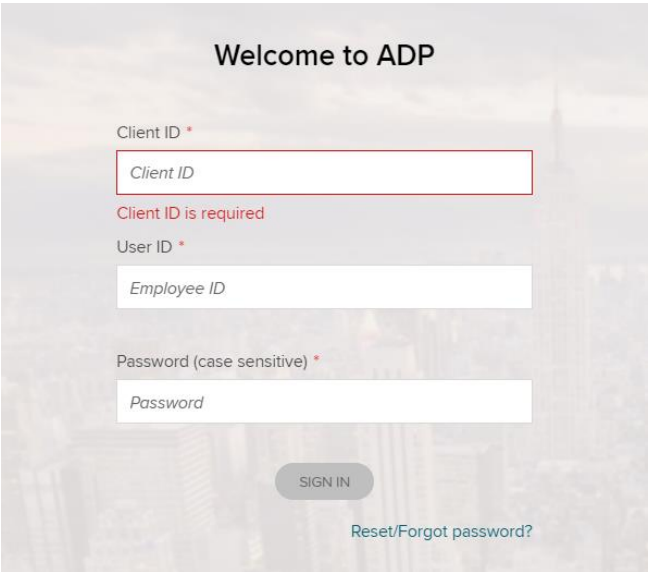 Welcome to ADP
Client ID *
Client ID
Client ID is required
User ID *
Employee ID
Password (case sensitive) *
Password
SIGN IN
Reset/Forgot password?